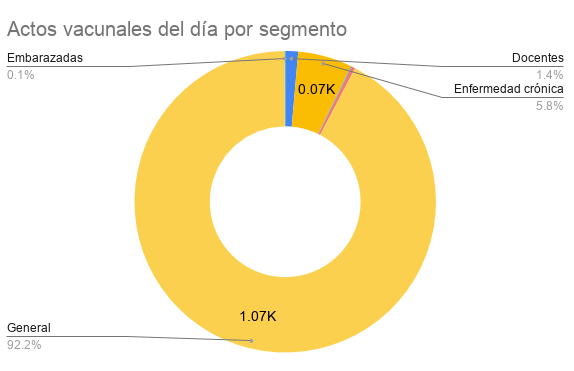 Actos vacunales del día por segmento
Embarazadas
0.1%
Docentes
1.4%
Enfermedad crónica
5.8%
0.07K
1.07K
General
92.2%